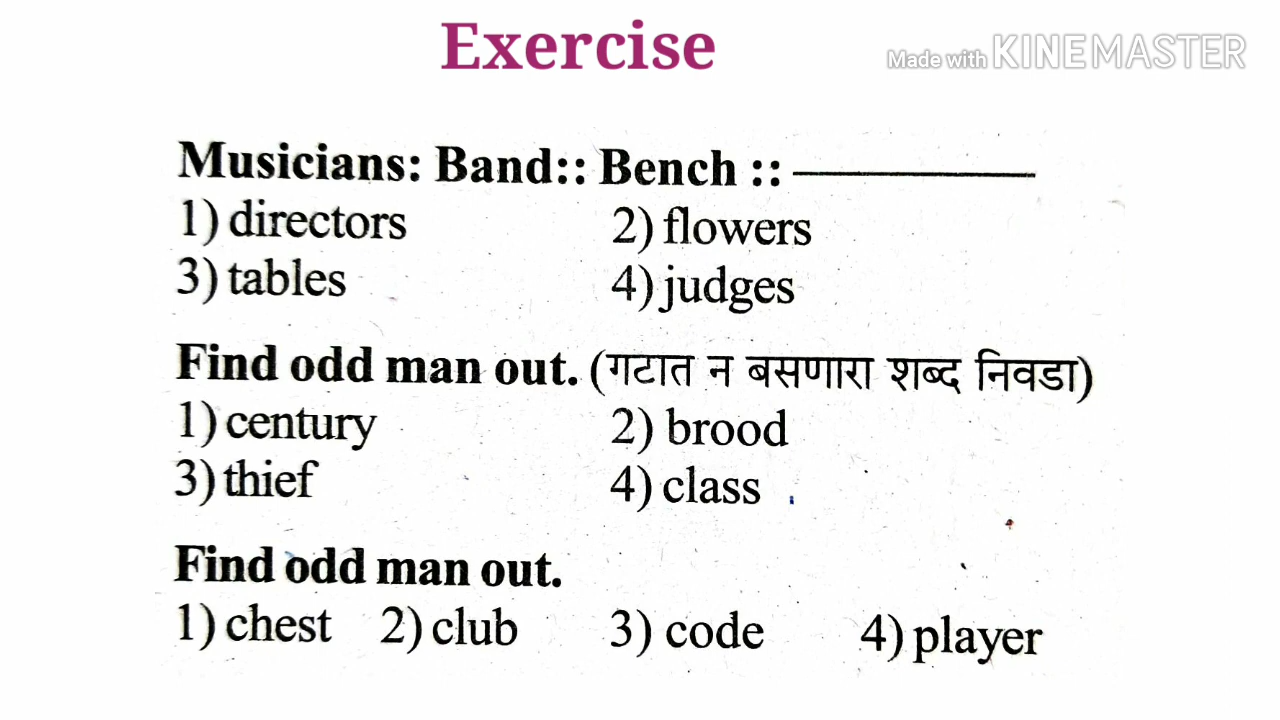 Exercise
Made with KINEMASTER
Musicians: Band:: Bench :: ————
1) directors 2) flowers
3) tables 4) judges
Find odd man out. (गटात न बसणारा शब्द निवडा)
1) century 2) brood
3) thief 4) class
Find odd man out.
1) chest 2) club 3) code 4) player